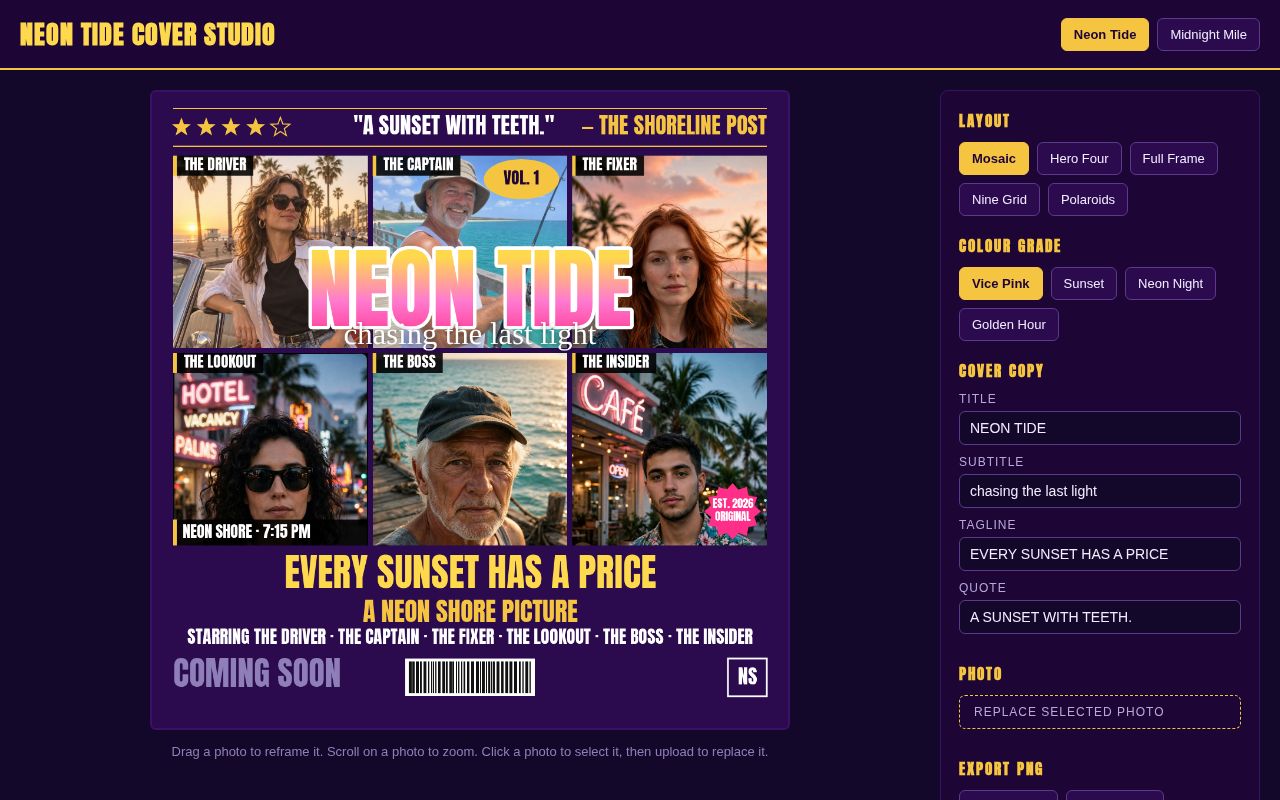 NEON TIDE COVER STUDIO
Neon Tide
Midnight Mile
"A SUNSET WITH TEETH." – THE SHORELINE POST
THE DRIVER
THE CAPTAIN
VOL. 1
THE FIXER
NEON TIDE
chasing the last light
THE LOOKOUT
THE BOSS
THE INSIDER
HOTEL
VACANCY
PALMS
CAFÉ
OPEN
NEON SHORE · 7:15 PM
EST. 2026
ORIGINAL
EVERY SUNSET HAS A PRICE
A NEON SHORE PICTURE
STARRING THE DRIVER · THE CAPTAIN · THE FIXER · THE LOOKOUT · THE BOSS · THE INSIDER
COMING SOON
NS
Drag a photo to reframe it. Scroll on a photo to zoom. Click a photo to select it, then upload to replace it.
LAYOUT
Mosaic
Hero Four
Full Frame
Nine Grid
Polaroids
COLOUR GRADE
Vice Pink
Sunset
Neon Night
Golden Hour
COVER COPY
TITLE
NEON TIDE
SUBTITLE
chasing the last light
TAGLINE
EVERY SUNSET HAS A PRICE
QUOTE
A SUNSET WITH TEETH.
PHOTO
REPLACE SELECTED PHOTO
EXPORT PNG